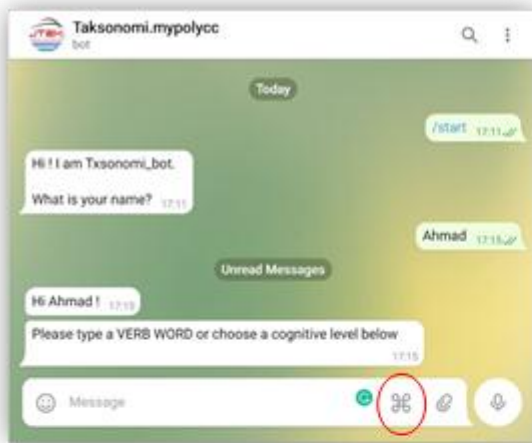 JTEM
Taksonomi.mypolycc
bot
Today
/start 17:11
Hi ! I am Txsonomi_bot.
What is your name? 17:11
Ahmad 17:15
Unread Messages
Hi Ahmad ! 17:15
Please type a VERB WORD or choose a cognitive level below
17:15
Message